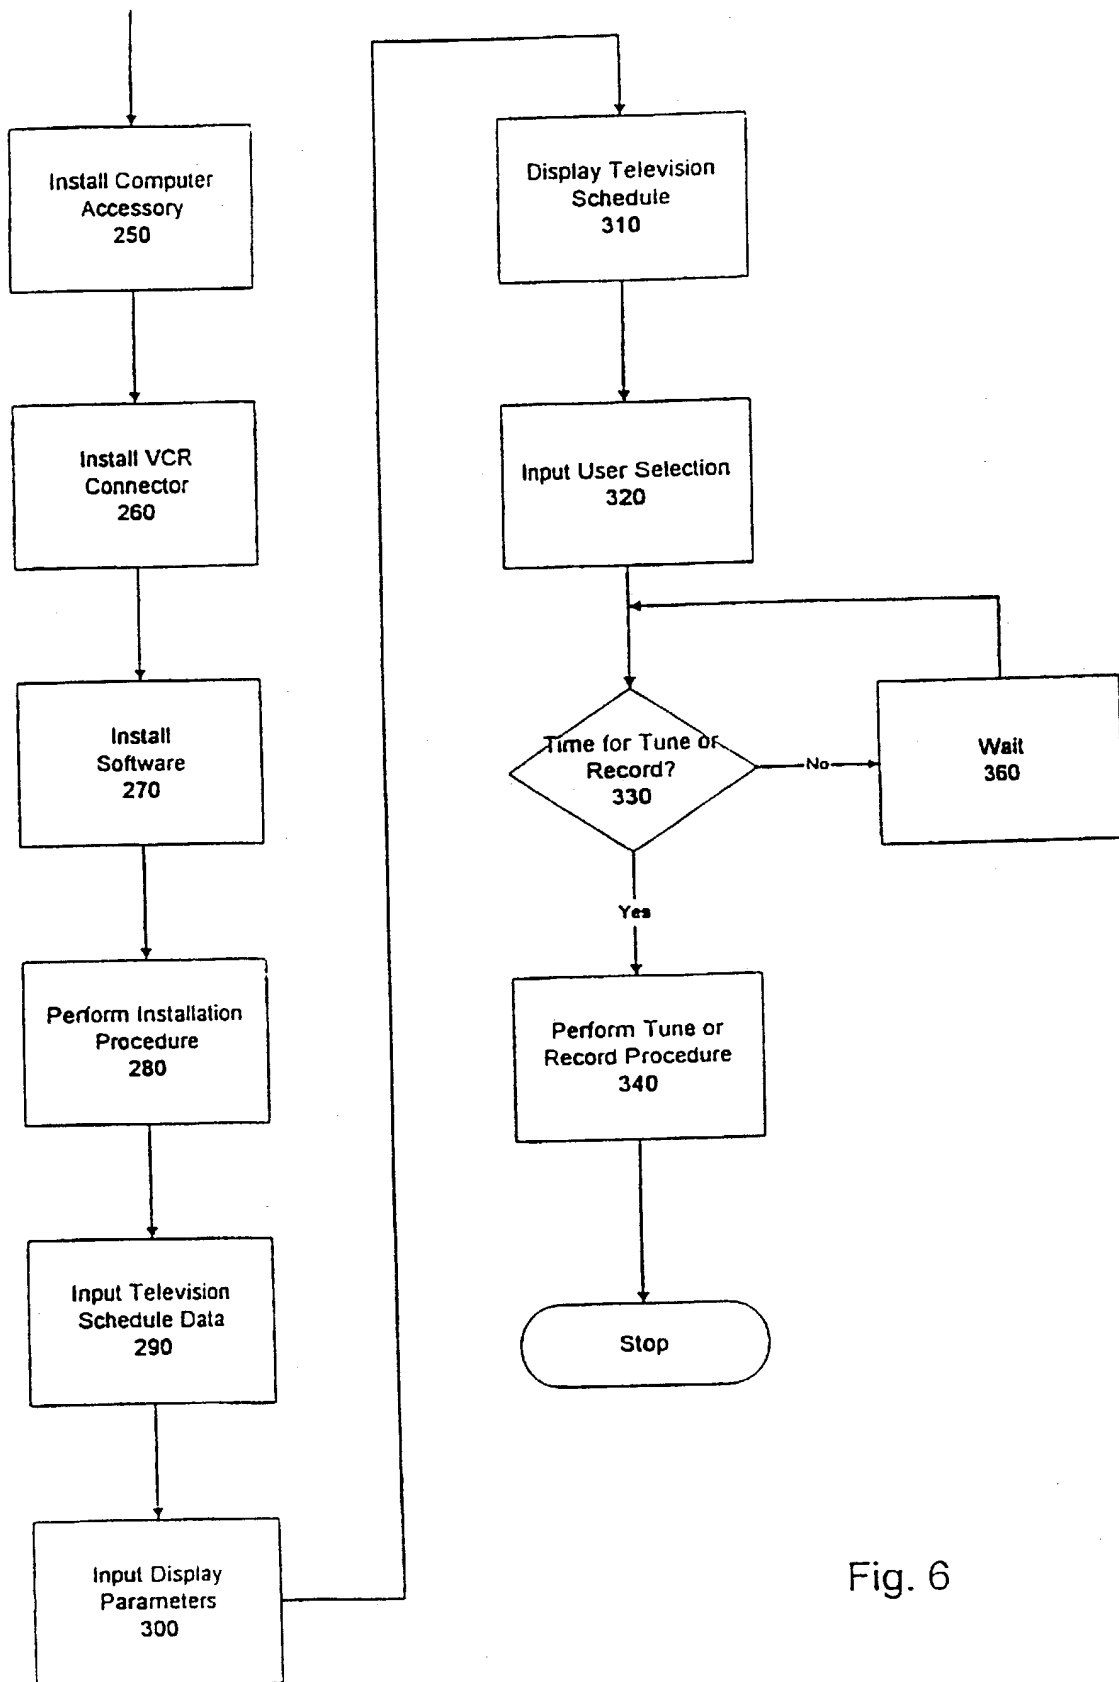 Install Computer
Accessory
250
Install VCR
Connector
260
Install
Software
270
Perform Installation
Procedure
280
Input Television
Schedule Data
290
Input Display
Parameters
300
Display Television
Schedule
310
Input User Selection
320
Time for Tune or
Record?
330
No
Wait
360
Yes
Perform Tune or
Record Procedure
340
Stop
Fig. 6